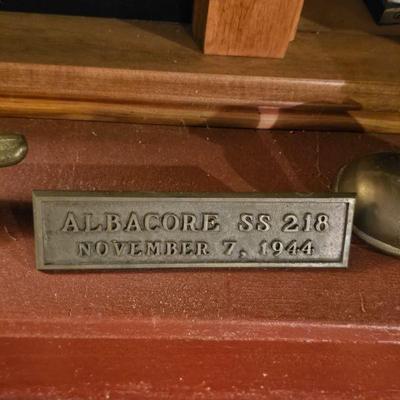 ALBACORE SS 218
NOVEMBER 7, 1944